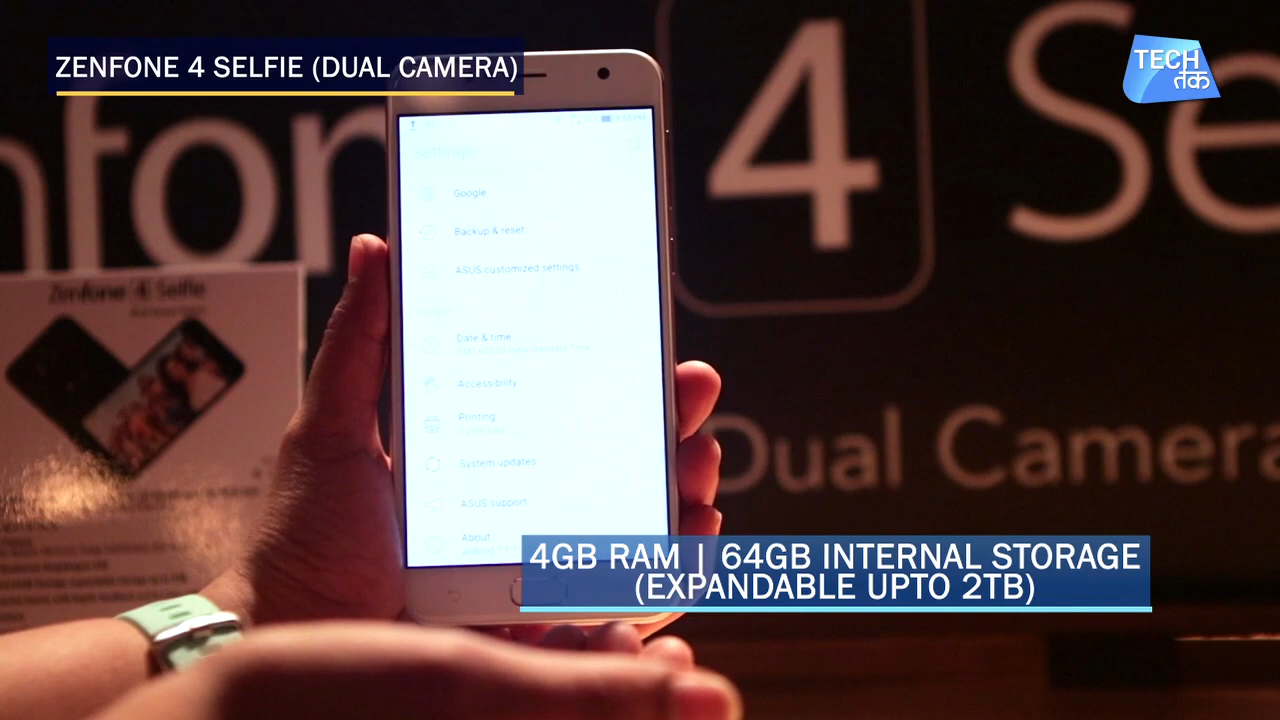 ZENFONE 4 SELFIE (DUAL CAMERA)
TECH
तक
nfon 4 Se
Dual Camera
Zenfone 4 Selfie
Settings
Google
Backup & reset
ASUS customized settings
Date & time
Accessibility
Printing
System updates
ASUS support
About
4GB RAM | 64GB INTERNAL STORAGE
(EXPANDABLE UPTO 2TB)